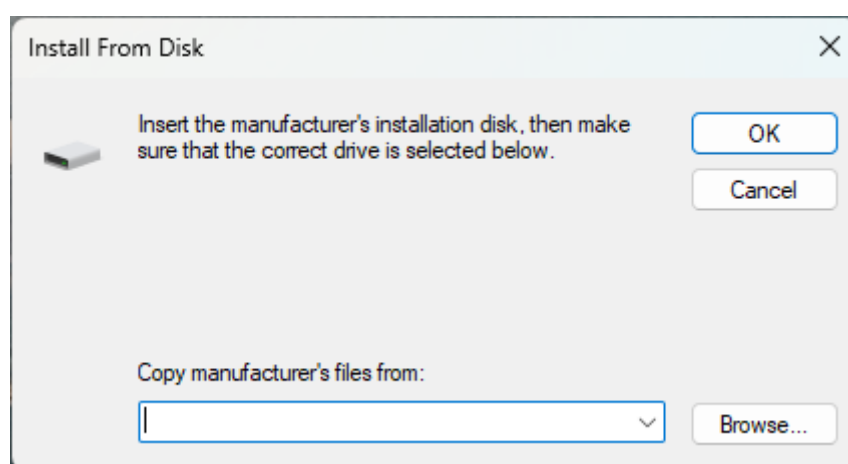 Install From Disk
Insert the manufacturer's installation disk, then make
sure that the correct drive is selected below.
OK
Cancel
Copy manufacturer's files from:
Browse...